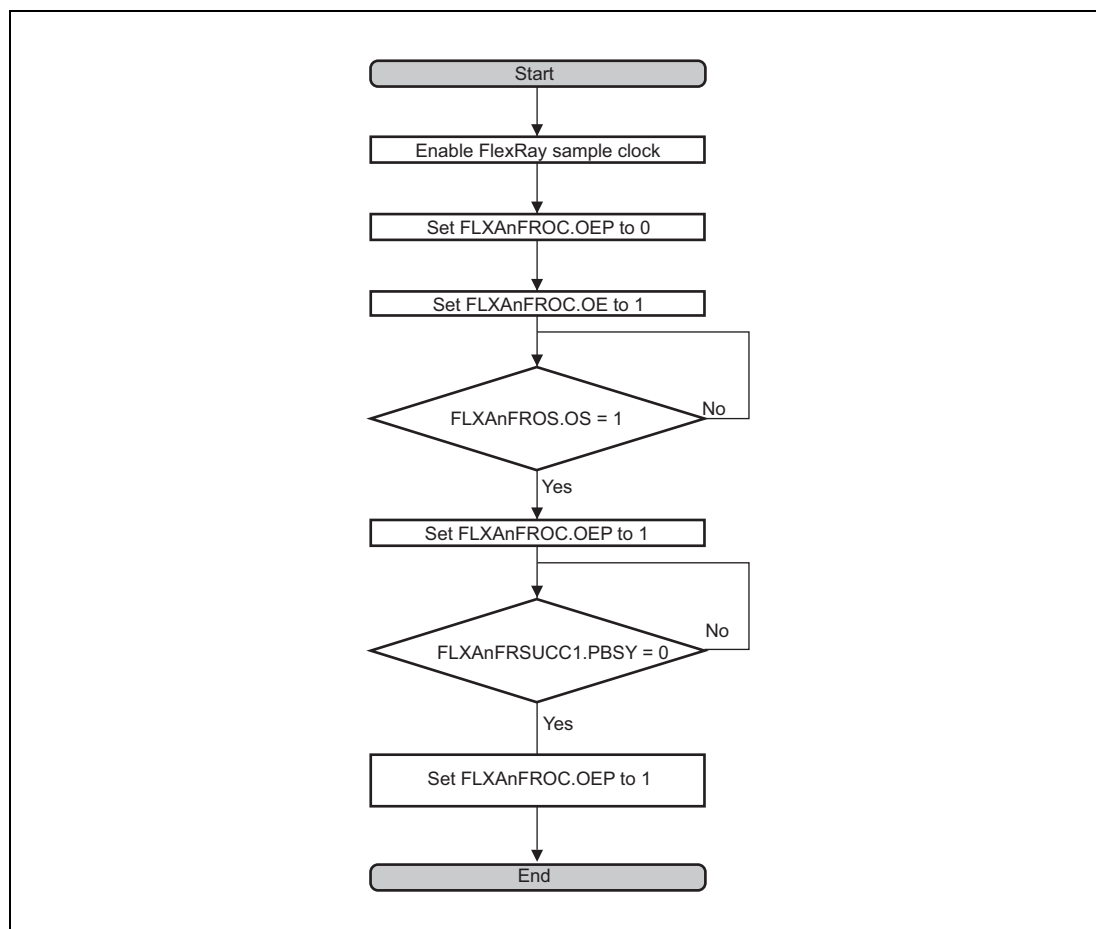 Start
Enable FlexRay sample clock
Set FLXAnFROC.OEP to 0
Set FLXAnFROC.OE to 1
FLXAnFROS.OS = 1
No
Yes
Set FLXAnFROC.OEP to 1
No
FLXAnFRSUCC1.PBSY = 0
Yes
Set FLXAnFROC.OEP to 1
End